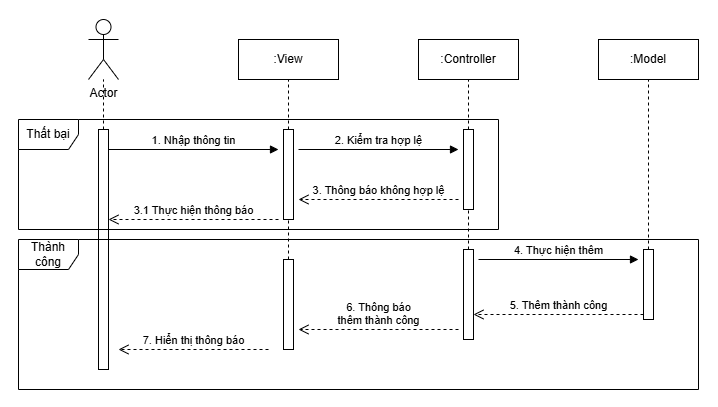 Actor
:View
:Controller
:Model
Thất bại
1. Nhập thông tin
2. Kiểm tra hợp lệ
3. Thông báo không hợp lệ
3.1 Thực hiện thông báo
Thành
công
4. Thực hiện thêm
5. Thêm thành công
6. Thông báo
thêm thành công
7. Hiển thị thông báo